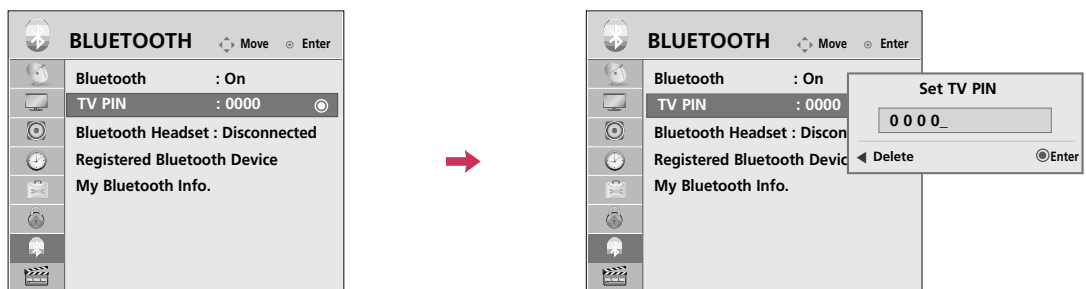 BLUETOOTH Move Enter
Bluetooth : On
TV PIN : 0000
Bluetooth Headset : Disconnected
Registered Bluetooth Device
My Bluetooth Info.
BLUETOOTH Move Enter
Bluetooth : On
TV PIN : 0000
Bluetooth Headset : Discon
Registered Bluetooth Devic
My Bluetooth Info.
Set TV PIN
0 0 0 0_
Delete Enter